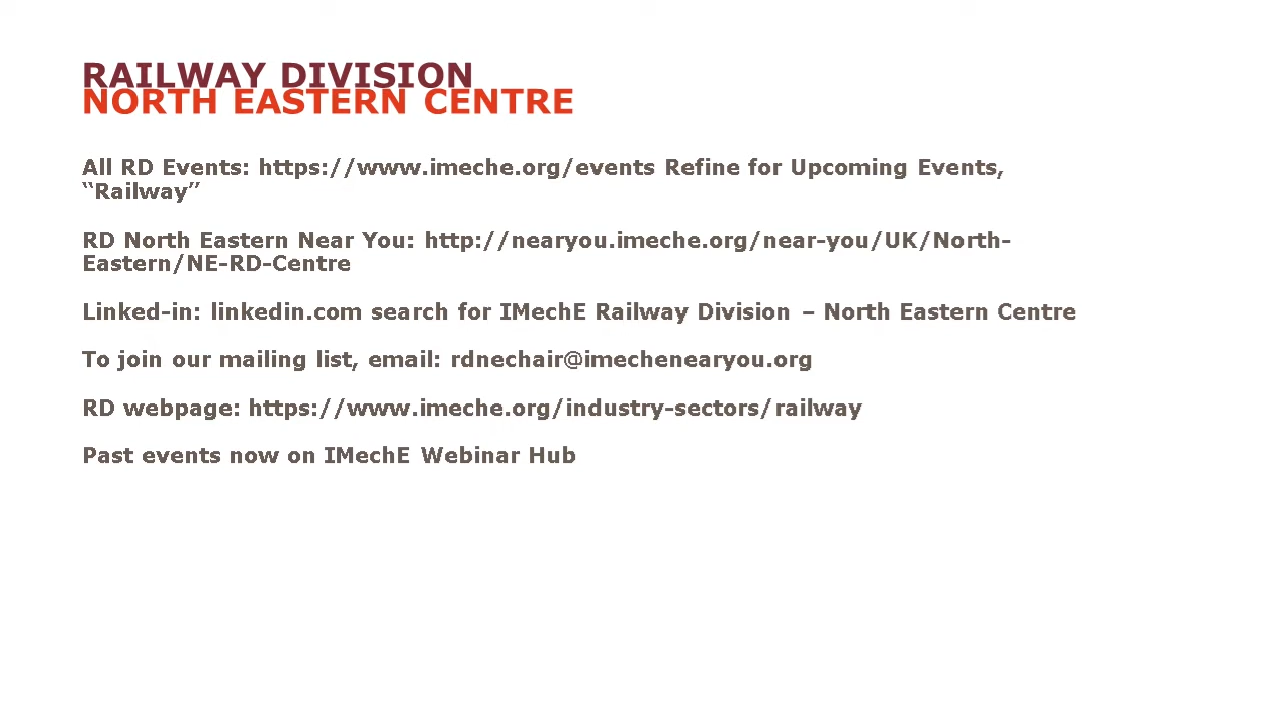 RAILWAY DIVISION
NORTH EASTERN CENTRE
All RD Events: https://www.imeche.org/events Refine for Upcoming Events,
“Railway”
RD North Eastern Near You: http://nearyou.imeche.org/near-you/UK/North-
Eastern/NE-RD-Centre
Linked-in: linkedin.com search for IMechE Railway Division – North Eastern Centre
To join our mailing list, email: rdnechair@imechenearyou.org
RD webpage: https://www.imeche.org/industry-sectors/railway
Past events now on IMechE Webinar Hub